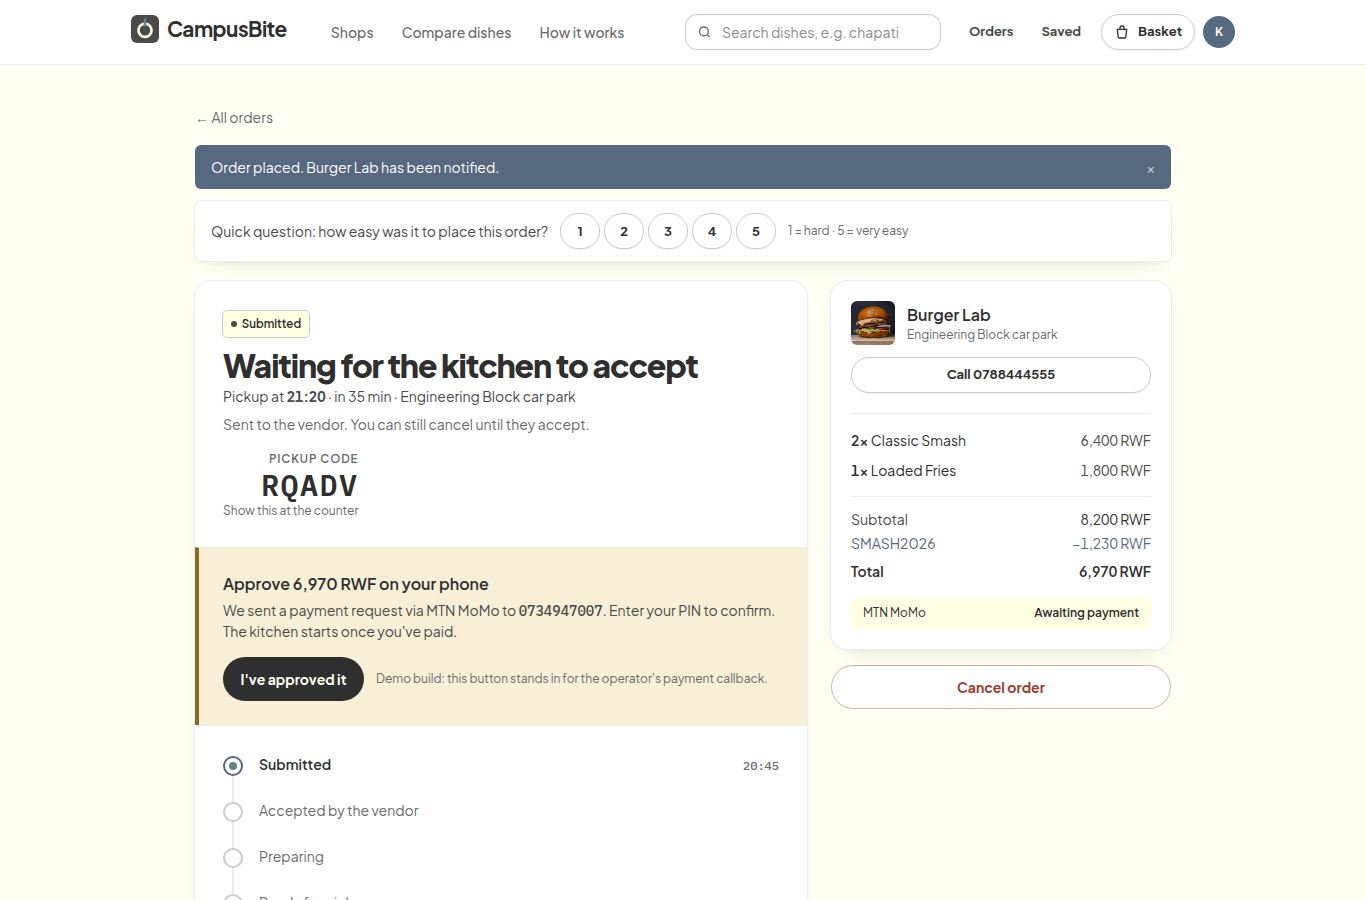 CampusBite
Shops
Compare dishes
How it works
Search dishes, e.g. chapati
Orders
Saved
Basket
K
← All orders
Order placed. Burger Lab has been notified.
×
Quick question: how easy was it to place this order?
1
2
3
4
5
1 = hard · 5 = very easy
Submitted
Waiting for the kitchen to accept
Pickup at 21:20 · in 35 min · Engineering Block car park
Sent to the vendor. You can still cancel until they accept.
PICKUP CODE
RQADV
Show this at the counter
Approve 6,970 RWF on your phone
We sent a payment request via MTN MoMo to 0734947007. Enter your PIN to confirm.
The kitchen starts once you've paid.
I've approved it
Demo build: this button stands in for the operator's payment callback.
Submitted
20:45
Accepted by the vendor
Preparing
Burger Lab
Engineering Block car park
Call 0788444555
2× Classic Smash 6,400 RWF
1× Loaded Fries 1,800 RWF
Subtotal 8,200 RWF
SMASH2026 −1,230 RWF
Total 6,970 RWF
MTN MoMo Awaiting payment
Cancel order